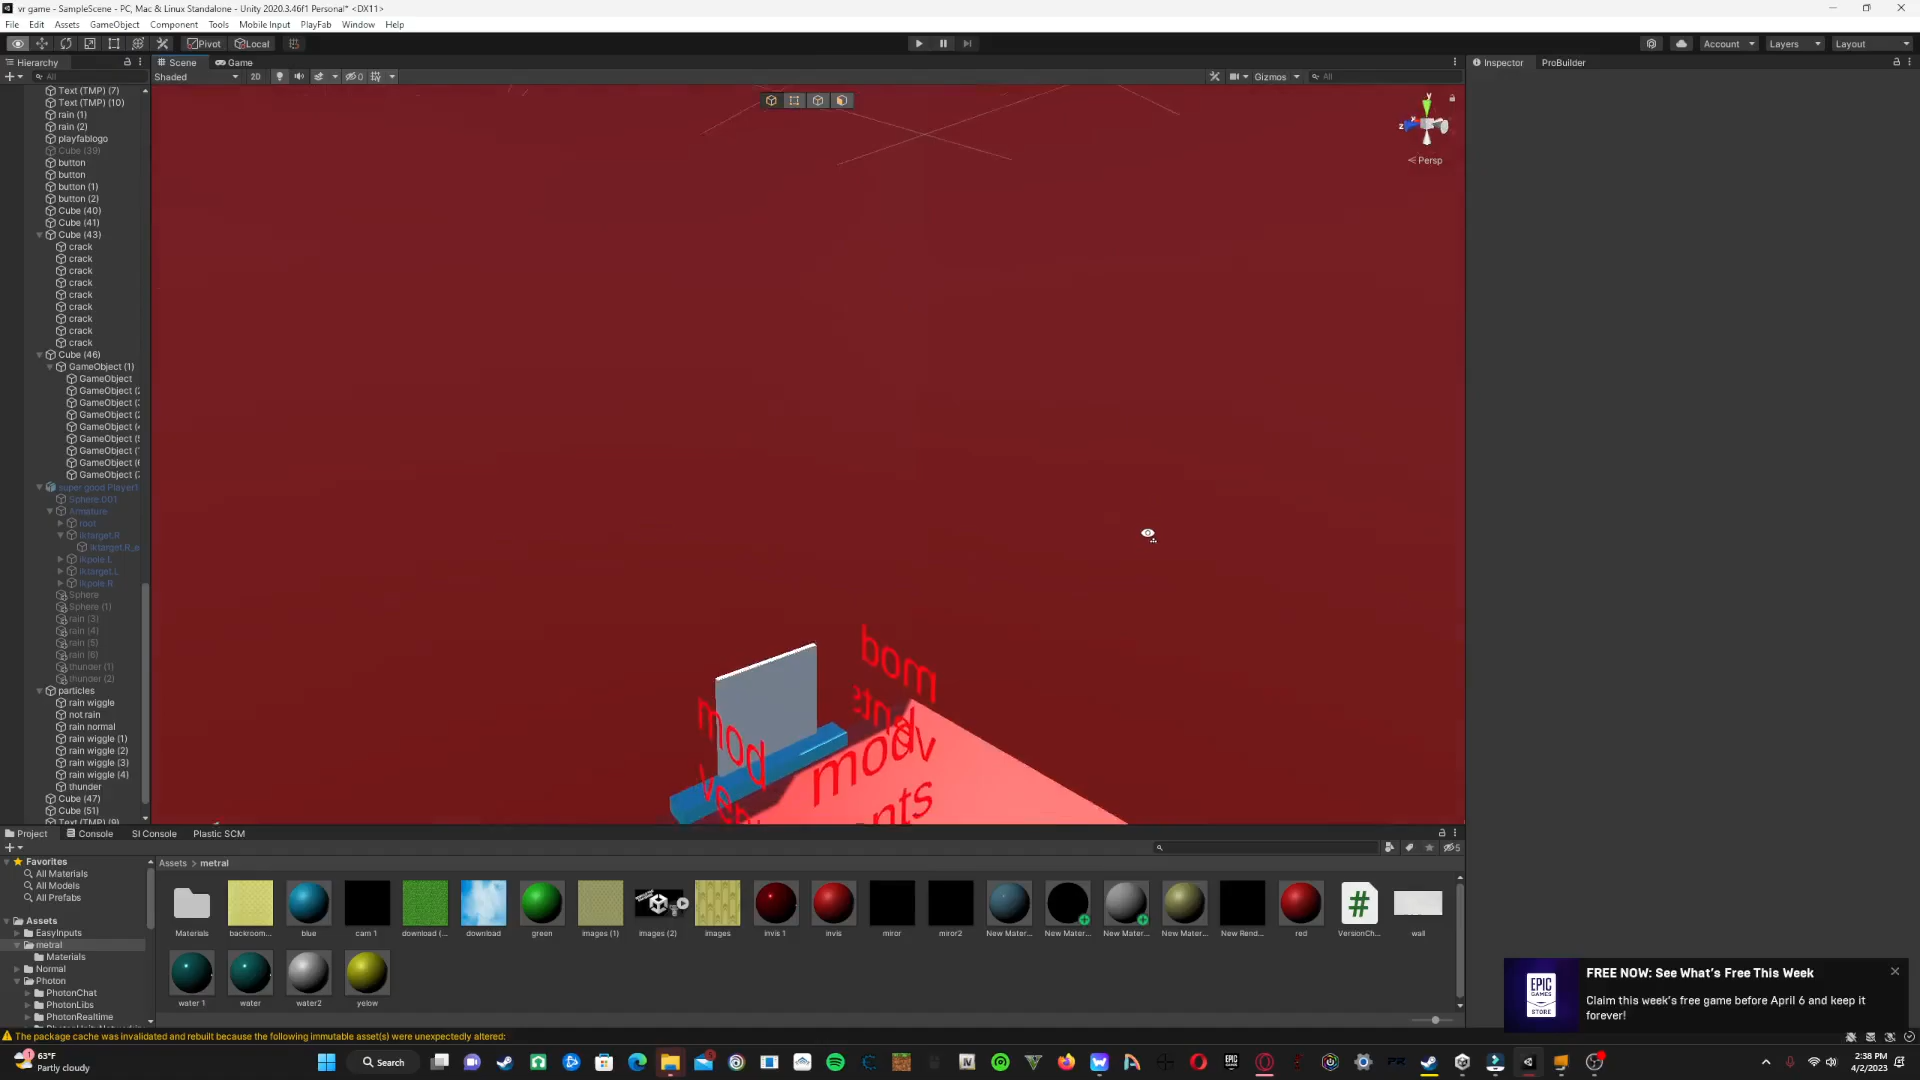 vr game - SampleScene - PC, Mac & Linux Standalone - Unity 2020.3.46f1 Personal* <DX11>
File Edit Assets GameObject Component Tools Mobile Input PlayFab Window Help
Pivot Local Account Layers Layout
Hierarchy Scene Game Inspector ProBuilder
All Shaded 2D Gizmos All
Text (TMP) (7)
Text (TMP) (10)
rain (1)
rain (2)
playfablogo
Cube (39)
button
button
button (1)
button (2)
Cube (40)
Cube (41)
Cube (43)
crack
crack
crack
crack
crack
crack
crack
crack
crack
Cube (46)
GameObject (1)
GameObject
GameObject (
GameObject (
GameObject (
GameObject (
GameObject (
GameObject (
GameObject (
GameObject (
super good Player1
Sphere.001
Armature
root
iktarget.R
iktarget.R_e
ikpole.L
iktarget.L
ikpole.R
Sphere
Sphere (1)
rain (3)
rain (4)
rain (5)
rain (6)
thunder (1)
thunder (2)
particles
rain wiggle
not rain
rain normal
rain wiggle (1)
rain wiggle (2)
rain wiggle (3)
rain wiggle (4)
thunder
Cube (47)
Cube (51)
Text (TMP) (9)
y
z x
Persp
mod
mod
mod
nts
Project Console SI Console Plastic SCM
5
Favorites
All Materials
All Models
All Prefabs
Assets
EasyInputs
metral
Materials
Normal
Photon
PhotonChat
PhotonLibs
PhotonRealtime
Assets > metral
Materials backroom... blue cam 1 download (... download green images (1) images (2) images invis 1 invis miror miror2 New Mater... New Mater... New Mater... New Mater... New Rend... red VersionCh... wall
water 1 water water2 yelow
EPIC GAMES STORE
FREE NOW: See What's Free This Week
Claim this week's free game before April 6 and keep it
forever!
The package cache was invalidated and rebuilt because the following immutable asset(s) were unexpectedly altered:
63°F
Partly cloudy
Search
2:38 PM
4/2/2023